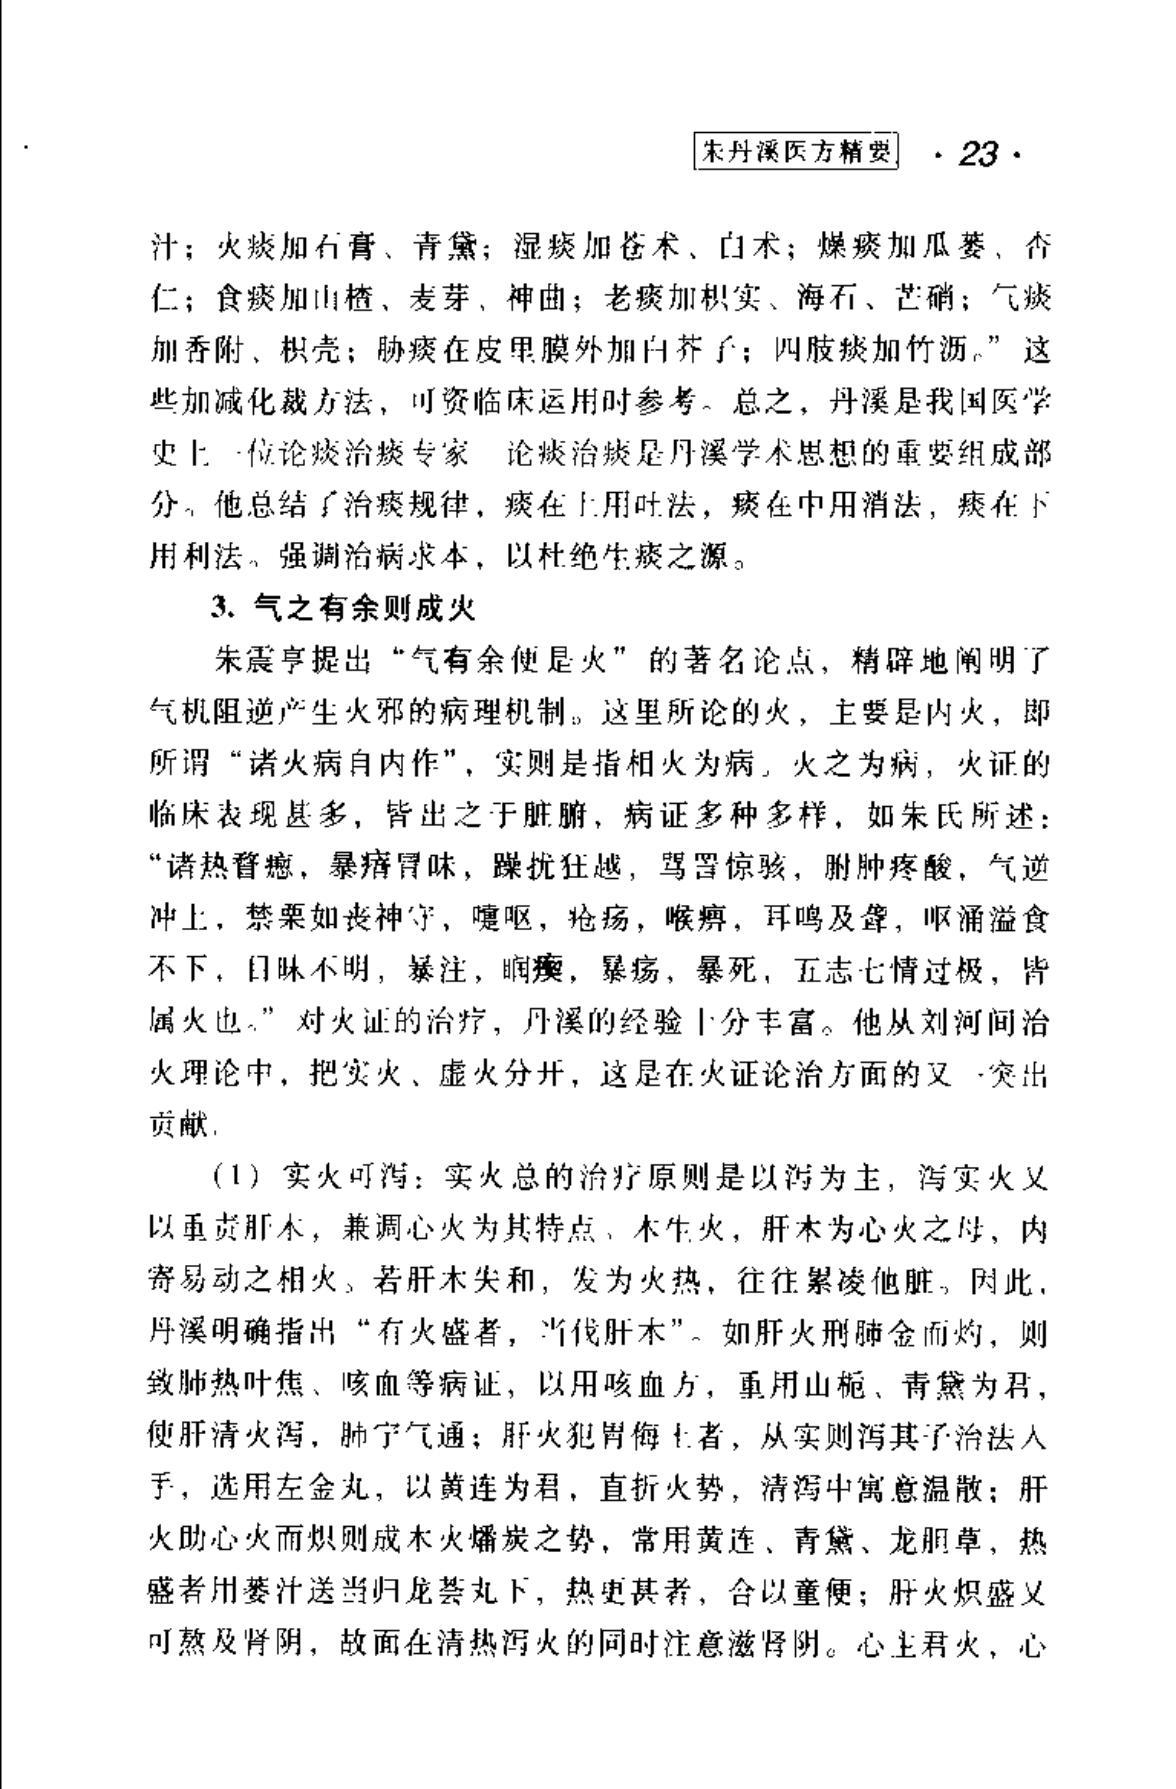 朱丹溪医方精要 · 23 ·
汁；火痰加石膏、青黛；湿痰加苍术、白术；燥痰加瓜蒌、杏
仁；食痰加山楂、麦芽、神曲；老痰加枳实、海石、芒硝；气痰
加香附、枳壳；胁痰在皮里膜外加白芥子；四肢痰加竹沥。”这
些加减化裁方法，可资临床运用时参考。总之，丹溪是我国医学
史上一位论痰治痰专家 论痰治痰是丹溪学术思想的重要组成部
分。他总结了治痰规律，痰在上用吐法，痰在中用消法，痰在下
用利法。强调治病求本，以杜绝生痰之源。
3. 气之有余则成火
朱震亨提出“气有余便是火”的著名论点，精辟地阐明了
气机阻逆产生火邪的病理机制。这里所论的火，主要是内火，即
所谓“诸火病自内作”，实则是指相火为病。火之为病，火证的
临床表现甚多，皆出之于脏腑，病证多种多样，如朱氏所述：
“诸热瞀瘛，暴瘖冒昧，躁扰狂越，骂詈惊骇，胕肿疼酸，气逆
冲上，禁栗如丧神守，嚏呕，疮疡，喉痹，耳鸣及聋，呕涌溢食
不下，目昧不明，暴注，瞤瘛，暴疡，暴死，五志七情过极，皆
属火也。”对火证的治疗，丹溪的经验十分丰富。他从刘河间治
火理论中，把实火、虚火分开，这是在火证论治方面的又一突出
贡献。
（1）实火可泻：实火总的治疗原则是以泻为主，泻实火又
以重责肝木，兼调心火为其特点。木生火，肝木为心火之母，内
寄易动之相火。若肝木失和，发为火热，往往累凌他脏。因此，
丹溪明确指出“有火盛者，当伐肝木”。如肝火刑肺金而灼，则
致肺热叶焦、咳血等病证，以用咳血方，重用山栀、青黛为君，
使肝清火泻，肺宁气通；肝火犯胃侮土者，从实则泻其子治法入
手，选用左金丸，以黄连为君，直折火势，清泻中寓意温散；肝
火助心火而炽则成木火燔炭之势，常用黄连、青黛、龙胆草，热
盛者用蒌汁送当归龙荟丸下，热更甚者，合以童便；肝火炽盛又
可熬及肾阴，故而在清热泻火的同时注意滋肾阴。心主君火，心